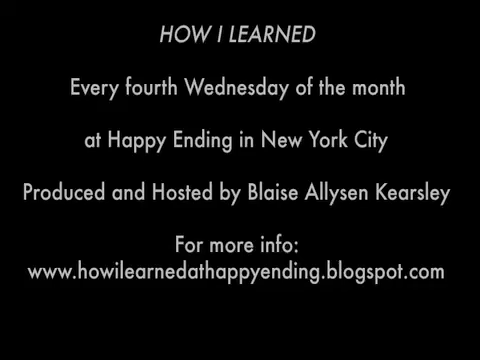 HOW I LEARNED
Every fourth Wednesday of the month
at Happy Ending in New York City
Produced and Hosted by Blaise Allysen Kearsley
For more info:
www.howilearnedathappyending.blogspot.com